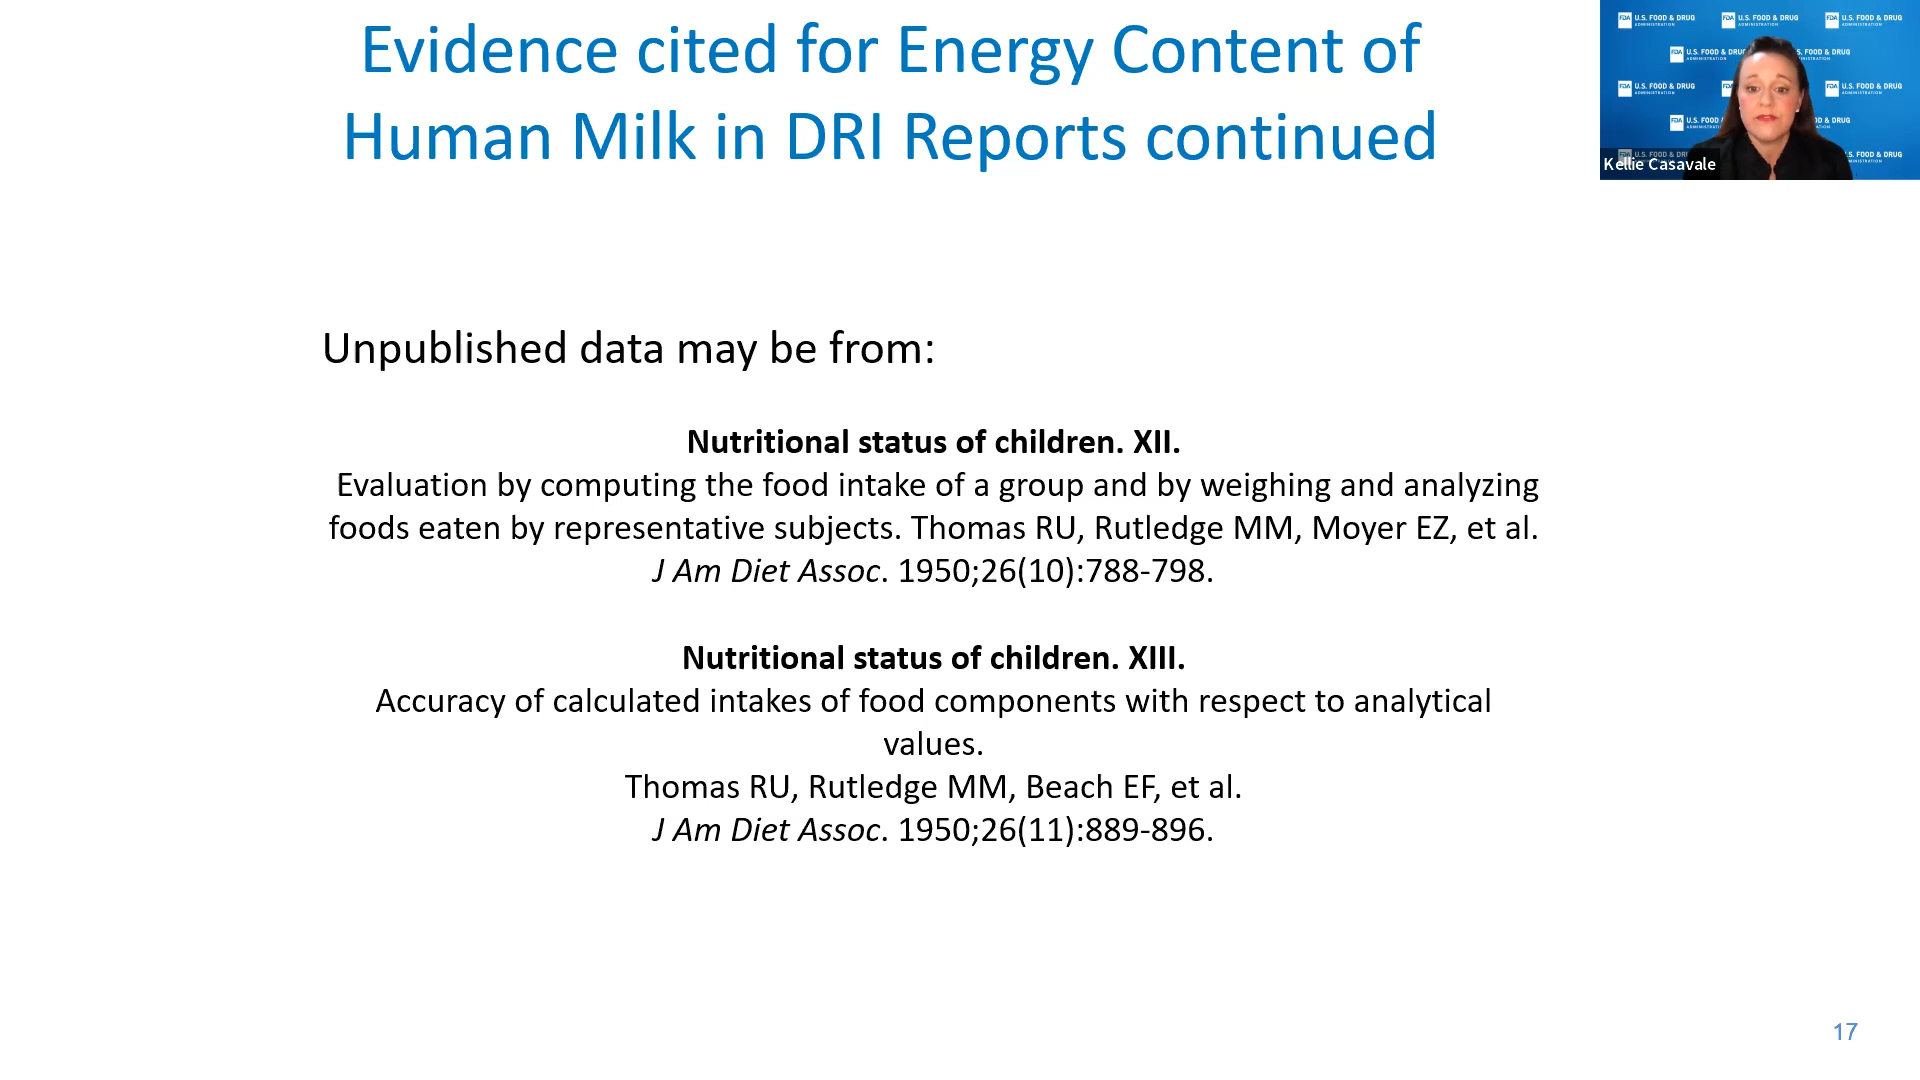 Evidence cited for Energy Content of
Human Milk in DRI Reports continued
FDA U.S. FOOD & DRUG ADMINISTRATION
Kellie Casavale
Unpublished data may be from:
Nutritional status of children. XII.
Evaluation by computing the food intake of a group and by weighing and analyzing
foods eaten by representative subjects. Thomas RU, Rutledge MM, Moyer EZ, et al.
J Am Diet Assoc. 1950;26(10):788-798.
Nutritional status of children. XIII.
Accuracy of calculated intakes of food components with respect to analytical
values.
Thomas RU, Rutledge MM, Beach EF, et al.
J Am Diet Assoc. 1950;26(11):889-896.
17